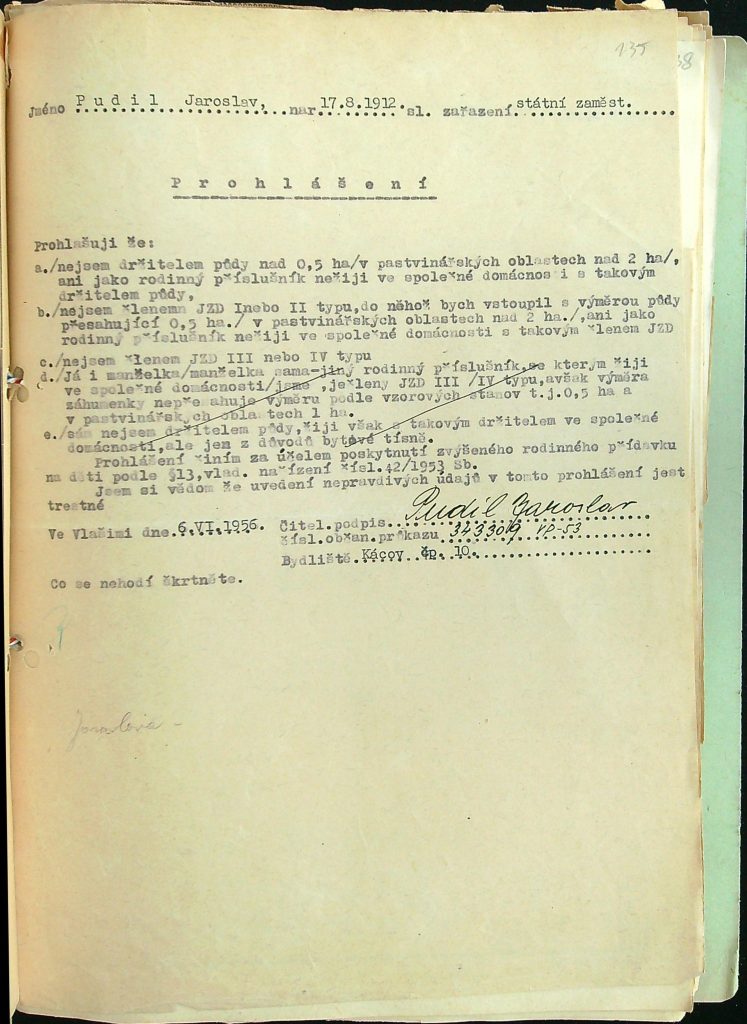 135
38
Jméno Pudil Jaroslav, nar 17.8.1912. sl. zařazení. státní zaměst.
Prohlášení
Prohlašuji že:
a./nejsem držitelem půdy nad 0,5 ha/v pastvinářských oblastech nad 2 ha/,
ani jako rodinný příslušník nežiji ve společné domácnos i s takovým
držitelem půdy,
b./nejsem členemn JZD Inebo II typu,do něhož bych vstoupil s výměrou půdy
přesahující 0,5 ha./ v pastvinářských oblastech nad 2 ha/,ani jako
rodinný příslušník nežiji ve společné domácnosti s takovým členem JZD
c./nejsem členem JZD III nebo IV typu
d./Já i manželka/manželka sama-jiný rodinný příslušník,se kterým žiji
ve společné domácnosti/jsme ,ječleny JZD III /IV typu,avšak výměra
záhumenky nepřesahuje výměru podle vzorových stanov t.j.0,5 ha a
v pastvinářských oblastech 1 ha.
e./sám nejsem držitelem půdy,žiji však s takovým držitelem ve společné
domácnosti,ale jen z důvodů bytové tísně.
Prohlášení činím za účelem poskytnutí zvýšeného rodinného přídavku
na děti podle §13,vlad. nařízení čísl.42/1953 Sb.
Jsem si vědom že uvedení nepravdivých údajů v tomto prohlášení jest
trestné
Ve Vlašimi dne.6.VI.1956. Čitel.podpis Pudil Jaroslav
čísl.občan.průkazu 343309 VP-53
Bydliště.Kácov čp 10.
Co se nehodí škrtněte.